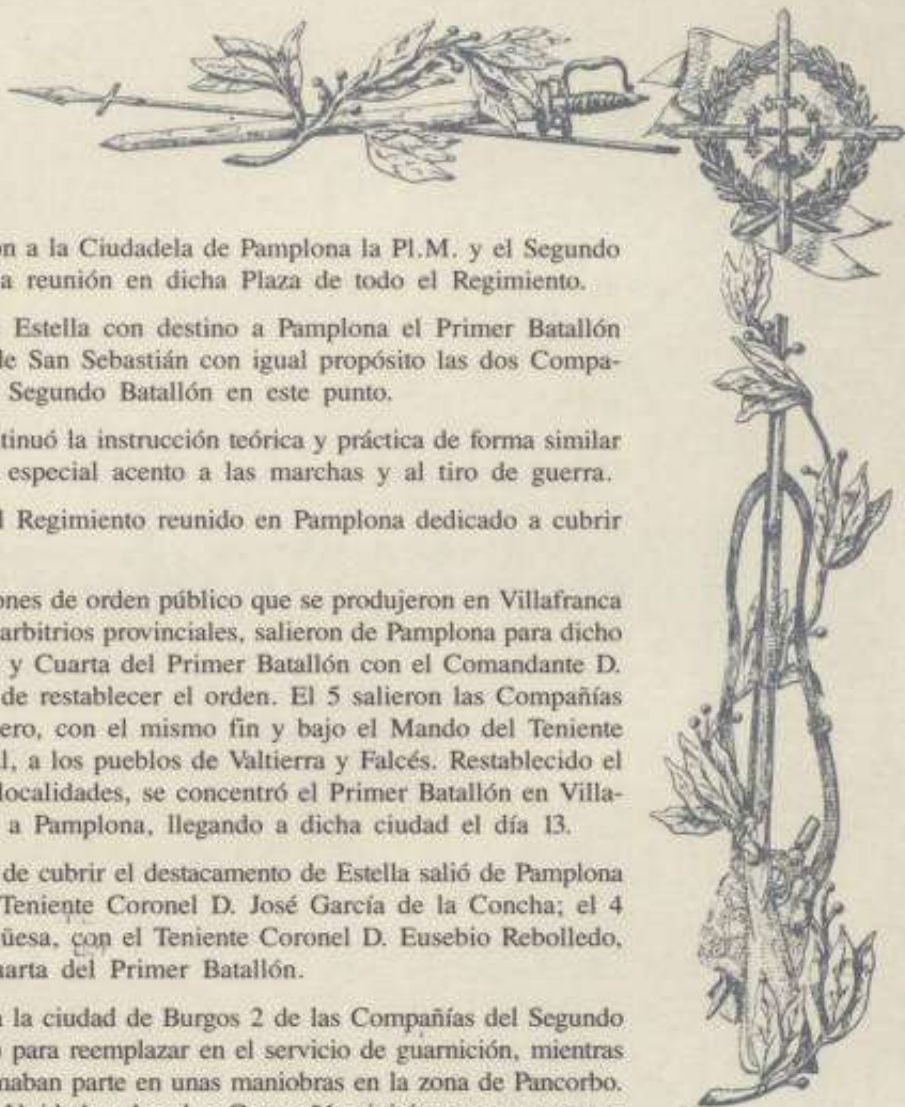 on a la Ciudadela de Pamplona la Pl.M. y el Segundo
a reunión en dicha Plaza de todo el Regimiento.
Estella con destino a Pamplona el Primer Batallón
de San Sebastián con igual propósito las dos Compa-
Segundo Batallón en este punto.
tinuó la instrucción teórica y práctica de forma similar
especial acento a las marchas y al tiro de guerra.
l Regimiento reunido en Pamplona dedicado a cubrir
ones de orden público que se produjeron en Villafranca
arbitrios provinciales, salieron de Pamplona para dicho
y Cuarta del Primer Batallón con el Comandante D.
de restablecer el orden. El 5 salieron las Compañías
ero, con el mismo fin y bajo el Mando del Teniente
l, a los pueblos de Valtierra y Falcés. Restablecido el
localidades, se concentró el Primer Batallón en Villa-
a Pamplona, llegando a dicha ciudad el día 13.
de cubrir el destacamento de Estella salió de Pamplona
Teniente Coronel D. José García de la Concha; el 4
güesa, con el Teniente Coronel D. Eusebio Rebolledo,
uarta del Primer Batallón.
a la ciudad de Burgos 2 de las Compañías del Segundo
para reemplazar en el servicio de guarnición, mientras
maban parte en unas maniobras en la zona de Pancorbo.